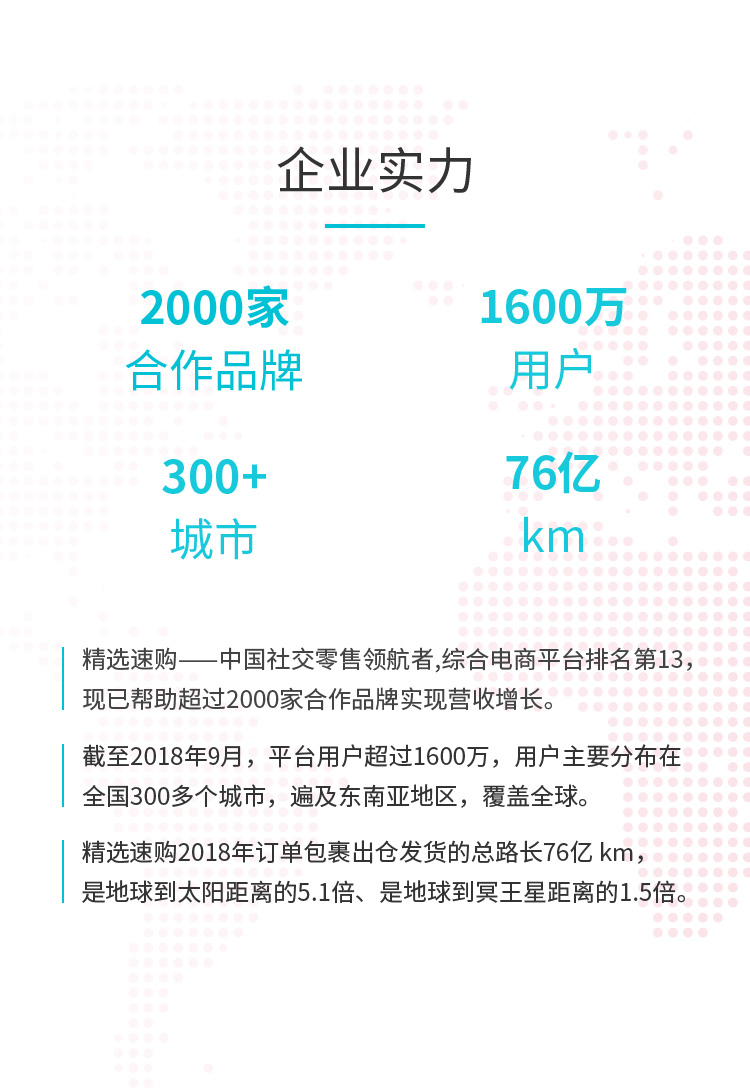 企业实力
2000家
合作品牌
1600万
用户
300+
城市
76亿
km
精选速购——中国社交零售领航者,综合电商平台排名第13，
现已帮助超过2000家合作品牌实现营收增长。
截至2018年9月，平台用户超过1600万，用户主要分布在
全国300多个城市，遍及东南亚地区，覆盖全球。
精选速购2018年订单包裹出仓发货的总路长76亿 km，
是地球到太阳距离的5.1倍、是地球到冥王星距离的1.5倍。